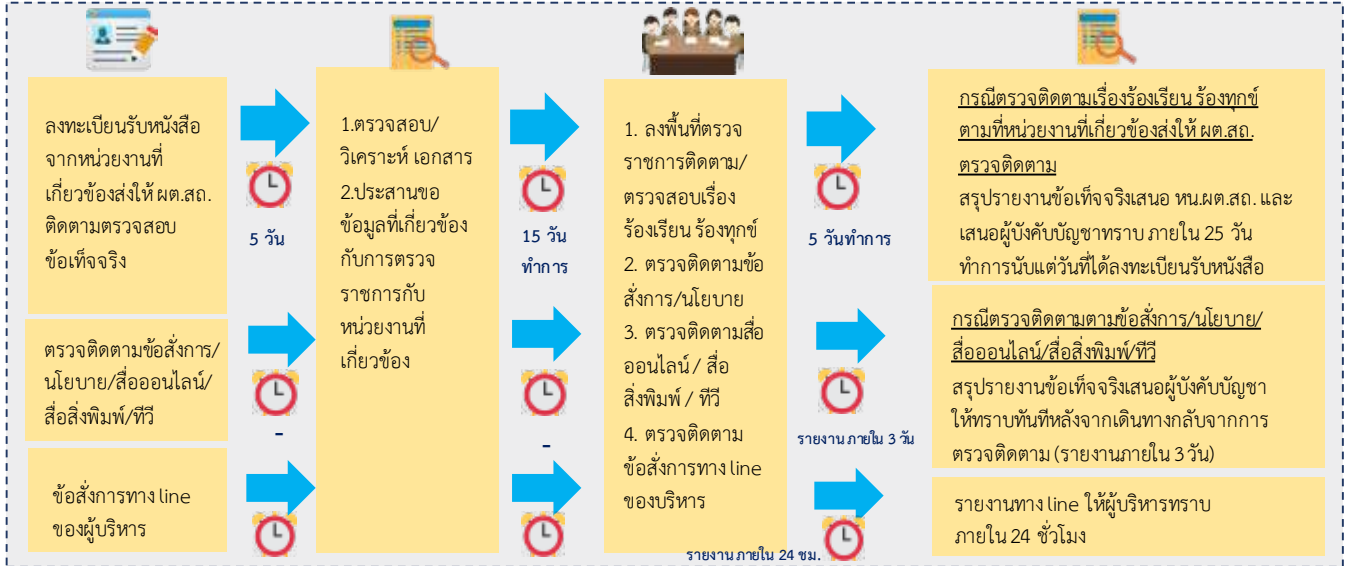 ลงทะเบียนรับหนังสือ
จากหน่วยงานที่
เกี่ยวข้องส่งให้ ผต.สถ.
ติดตามตรวจสอบ
ข้อเท็จจริง
5 วัน
1.ตรวจสอบ/
วิเคราะห์ เอกสาร
2.ประสานขอ
ข้อมูลที่เกี่ยวข้อง
กับการตรวจ
ราชการกับ
หน่วยงานที่
เกี่ยวข้อง
15 วัน
ทำการ
1. ลงพื้นที่ตรวจ
ราชการติดตาม/
ตรวจสอบเรื่อง
ร้องเรียน ร้องทุกข์
2. ตรวจติดตามข้อ
สั่งการ/นโยบาย
3. ตรวจติดตามสื่อ
ออนไลน์ / สื่อ
สิ่งพิมพ์ / ทีวี
4. ตรวจติดตาม
ข้อสั่งการทาง line
ของบริหาร
5 วันทำการ
กรณีตรวจติดตามเรื่องร้องเรียน ร้องทุกข์
ตามที่หน่วยงานที่เกี่ยวข้องส่งให้ ผต.สถ.
ตรวจติดตาม
สรุปรายงานข้อเท็จจริงเสนอ หน.ผต.สถ. และ
เสนอผู้บังคับบัญชาทราบ ภายใน 25 วัน
ทำการนับแต่วันที่ได้ลงทะเบียนรับหนังสือ
ตรวจติดตามข้อสั่งการ/
นโยบาย/สื่อออนไลน์/
สื่อสิ่งพิมพ์/ทีวี
-
-
รายงาน ภายใน 3 วัน
กรณีตรวจติดตามตามข้อสั่งการ/นโยบาย/
สื่อออนไลน์/สื่อสิ่งพิมพ์/ทีวี
สรุปรายงานข้อเท็จจริงเสนอผู้บังคับบัญชา
ให้ทราบทันทีหลังจากเดินทางกลับจากการ
ตรวจติดตาม (รายงานภายใน 3 วัน)
ข้อสั่งการทาง line
ของผู้บริหาร
รายงาน ภายใน 24 ชม.
รายงานทาง line ให้ผู้บริหารทราบ
ภายใน 24 ชั่วโมง